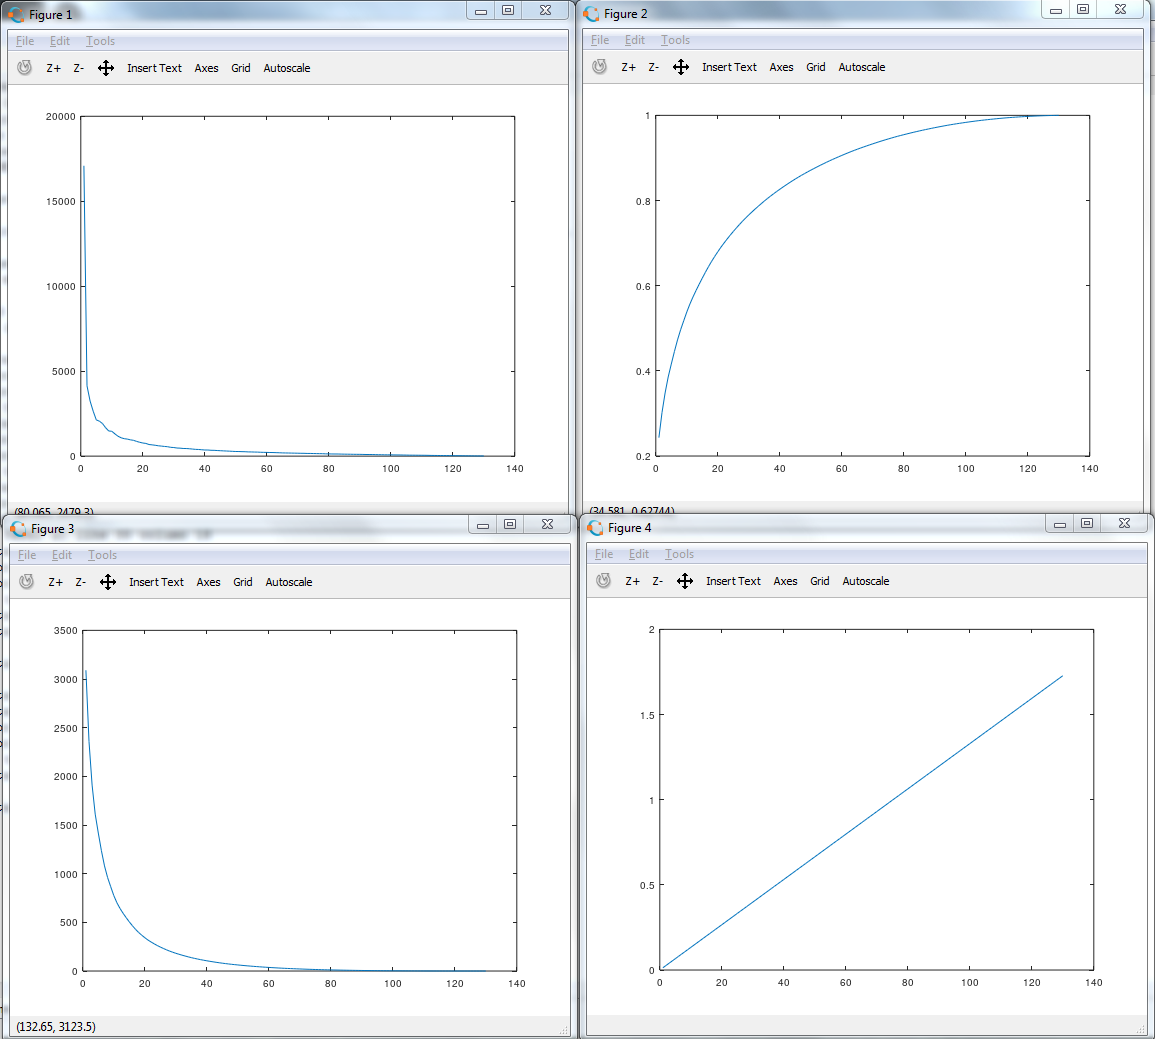 Figure 1
File Edit Tools
Z+ Z- Insert Text Axes Grid Autoscale
20000
15000
10000
5000
0
0 20 40 60 80 100 120 140
(80.065, 2479.3)
Figure 2
File Edit Tools
Z+ Z- Insert Text Axes Grid Autoscale
1
0.8
0.6
0.4
0.2
0 20 40 60 80 100 120 140
(34.581, 0.62744)
Figure 3
File Edit Tools
Z+ Z- Insert Text Axes Grid Autoscale
3500
3000
2500
2000
1500
1000
500
0
0 20 40 60 80 100 120 140
(132.65, 3123.5)
Figure 4
File Edit Tools
Z+ Z- Insert Text Axes Grid Autoscale
2
1.5
1
0.5
0
0 20 40 60 80 100 120 140